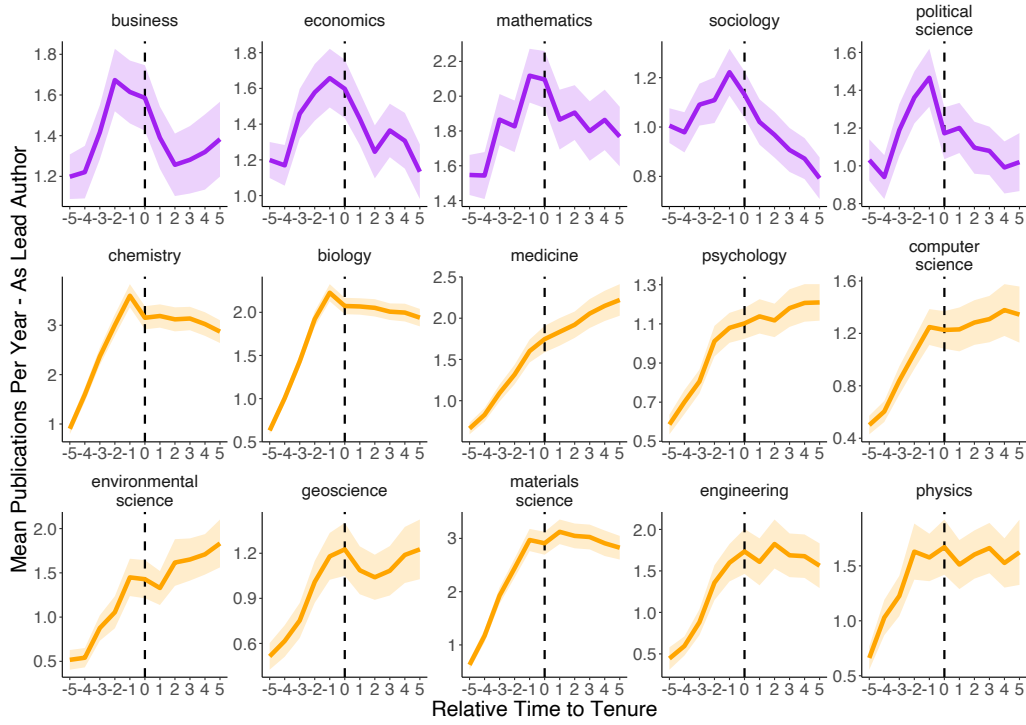 business
economics
mathematics
sociology
political
science
1.8
1.6
1.4
1.2
1.8
1.6
1.4
1.2
1.0
2.2
2.0
1.8
1.6
1.4
1.2
1.0
0.8
1.6
1.4
1.2
1.0
0.8
-5-4-3-2-1 0 1 2 3 4 5
-5-4-3-2-1 0 1 2 3 4 5
-5-4-3-2-1 0 1 2 3 4 5
-5-4-3-2-1 0 1 2 3 4 5
-5-4-3-2-1 0 1 2 3 4 5
Mean Publications Per Year - As Lead Author
chemistry
biology
medicine
psychology
computer
science
3
2
1
2.0
1.5
1.0
0.5
2.5
2.0
1.5
1.0
1.3
1.1
0.9
0.7
0.5
1.6
1.2
0.8
0.4
-5-4-3-2-1 0 1 2 3 4 5
-5-4-3-2-1 0 1 2 3 4 5
-5-4-3-2-1 0 1 2 3 4 5
-5-4-3-2-1 0 1 2 3 4 5
-5-4-3-2-1 0 1 2 3 4 5
environmental
science
geoscience
materials
science
engineering
physics
2.0
1.5
1.0
0.5
1.2
0.9
0.6
3
2
1
2.0
1.5
1.0
0.5
1.5
1.0
0.5
-5-4-3-2-1 0 1 2 3 4 5
-5-4-3-2-1 0 1 2 3 4 5
-5-4-3-2-1 0 1 2 3 4 5
-5-4-3-2-1 0 1 2 3 4 5
-5-4-3-2-1 0 1 2 3 4 5
Relative Time to Tenure